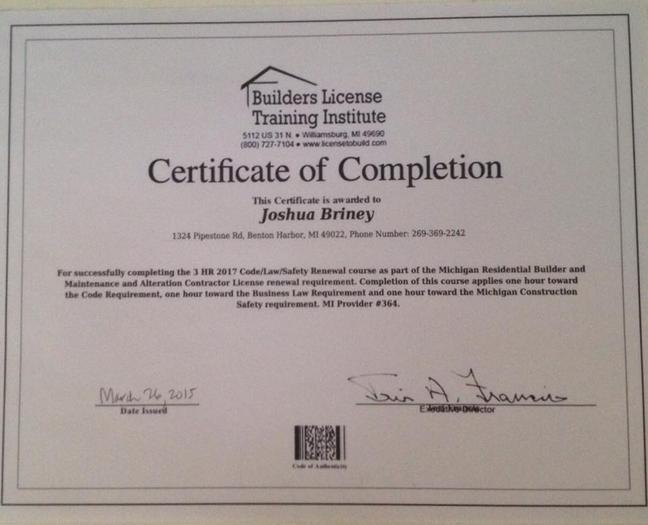 Builders License
Training Institute
5112 US 31 N. • Williamsburg, MI 49690
(800) 727-7104 • www.licensetobuild.com
Certificate of Completion
This Certificate is awarded to
Joshua Briney
1324 Pipestone Rd, Benton Harbor, MI 49022, Phone Number: 269-369-2242
For successfully completing the 3 HR 2017 Code/Law/Safety Renewal course as part of the Michigan Residential Builder and
Maintenance and Alteration Contractor License renewal requirement. Completion of this course applies one hour toward
the Code Requirement, one hour toward the Business Law Requirement and one hour toward the Michigan Construction
Safety requirement. MI Provider #364.
March 26, 2015
Date Issued
A. Francis
Executive Director
Code of Authenticity